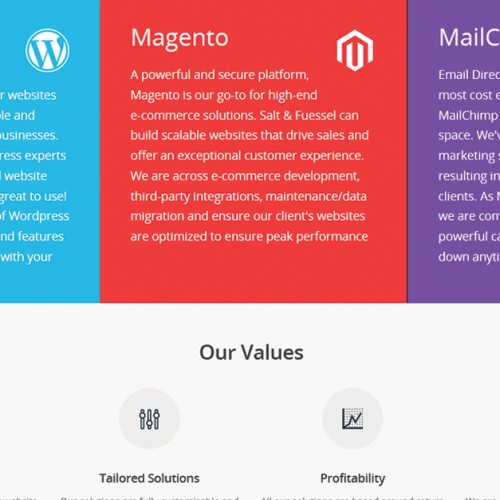 r websites
ple and
businesses.
ress experts
l website
great to use!
of Wordpress
nd features
with your
Magento
A powerful and secure platform,
Magento is our go-to for high-end
e-commerce solutions. Salt & Fuessel can
build scalable websites that drive sales and
offer an exceptional customer experience.
We are across e-commerce development,
third-party integrations, maintenance/data
migration and ensure our client's websites
are optimized to ensure peak performance
MailC
Email Direc
most cost e
MailChimp
space. We'v
marketing s
resulting in
clients. As M
we are com
powerful ca
down anyti
Our Values
Tailored Solutions
Profitability